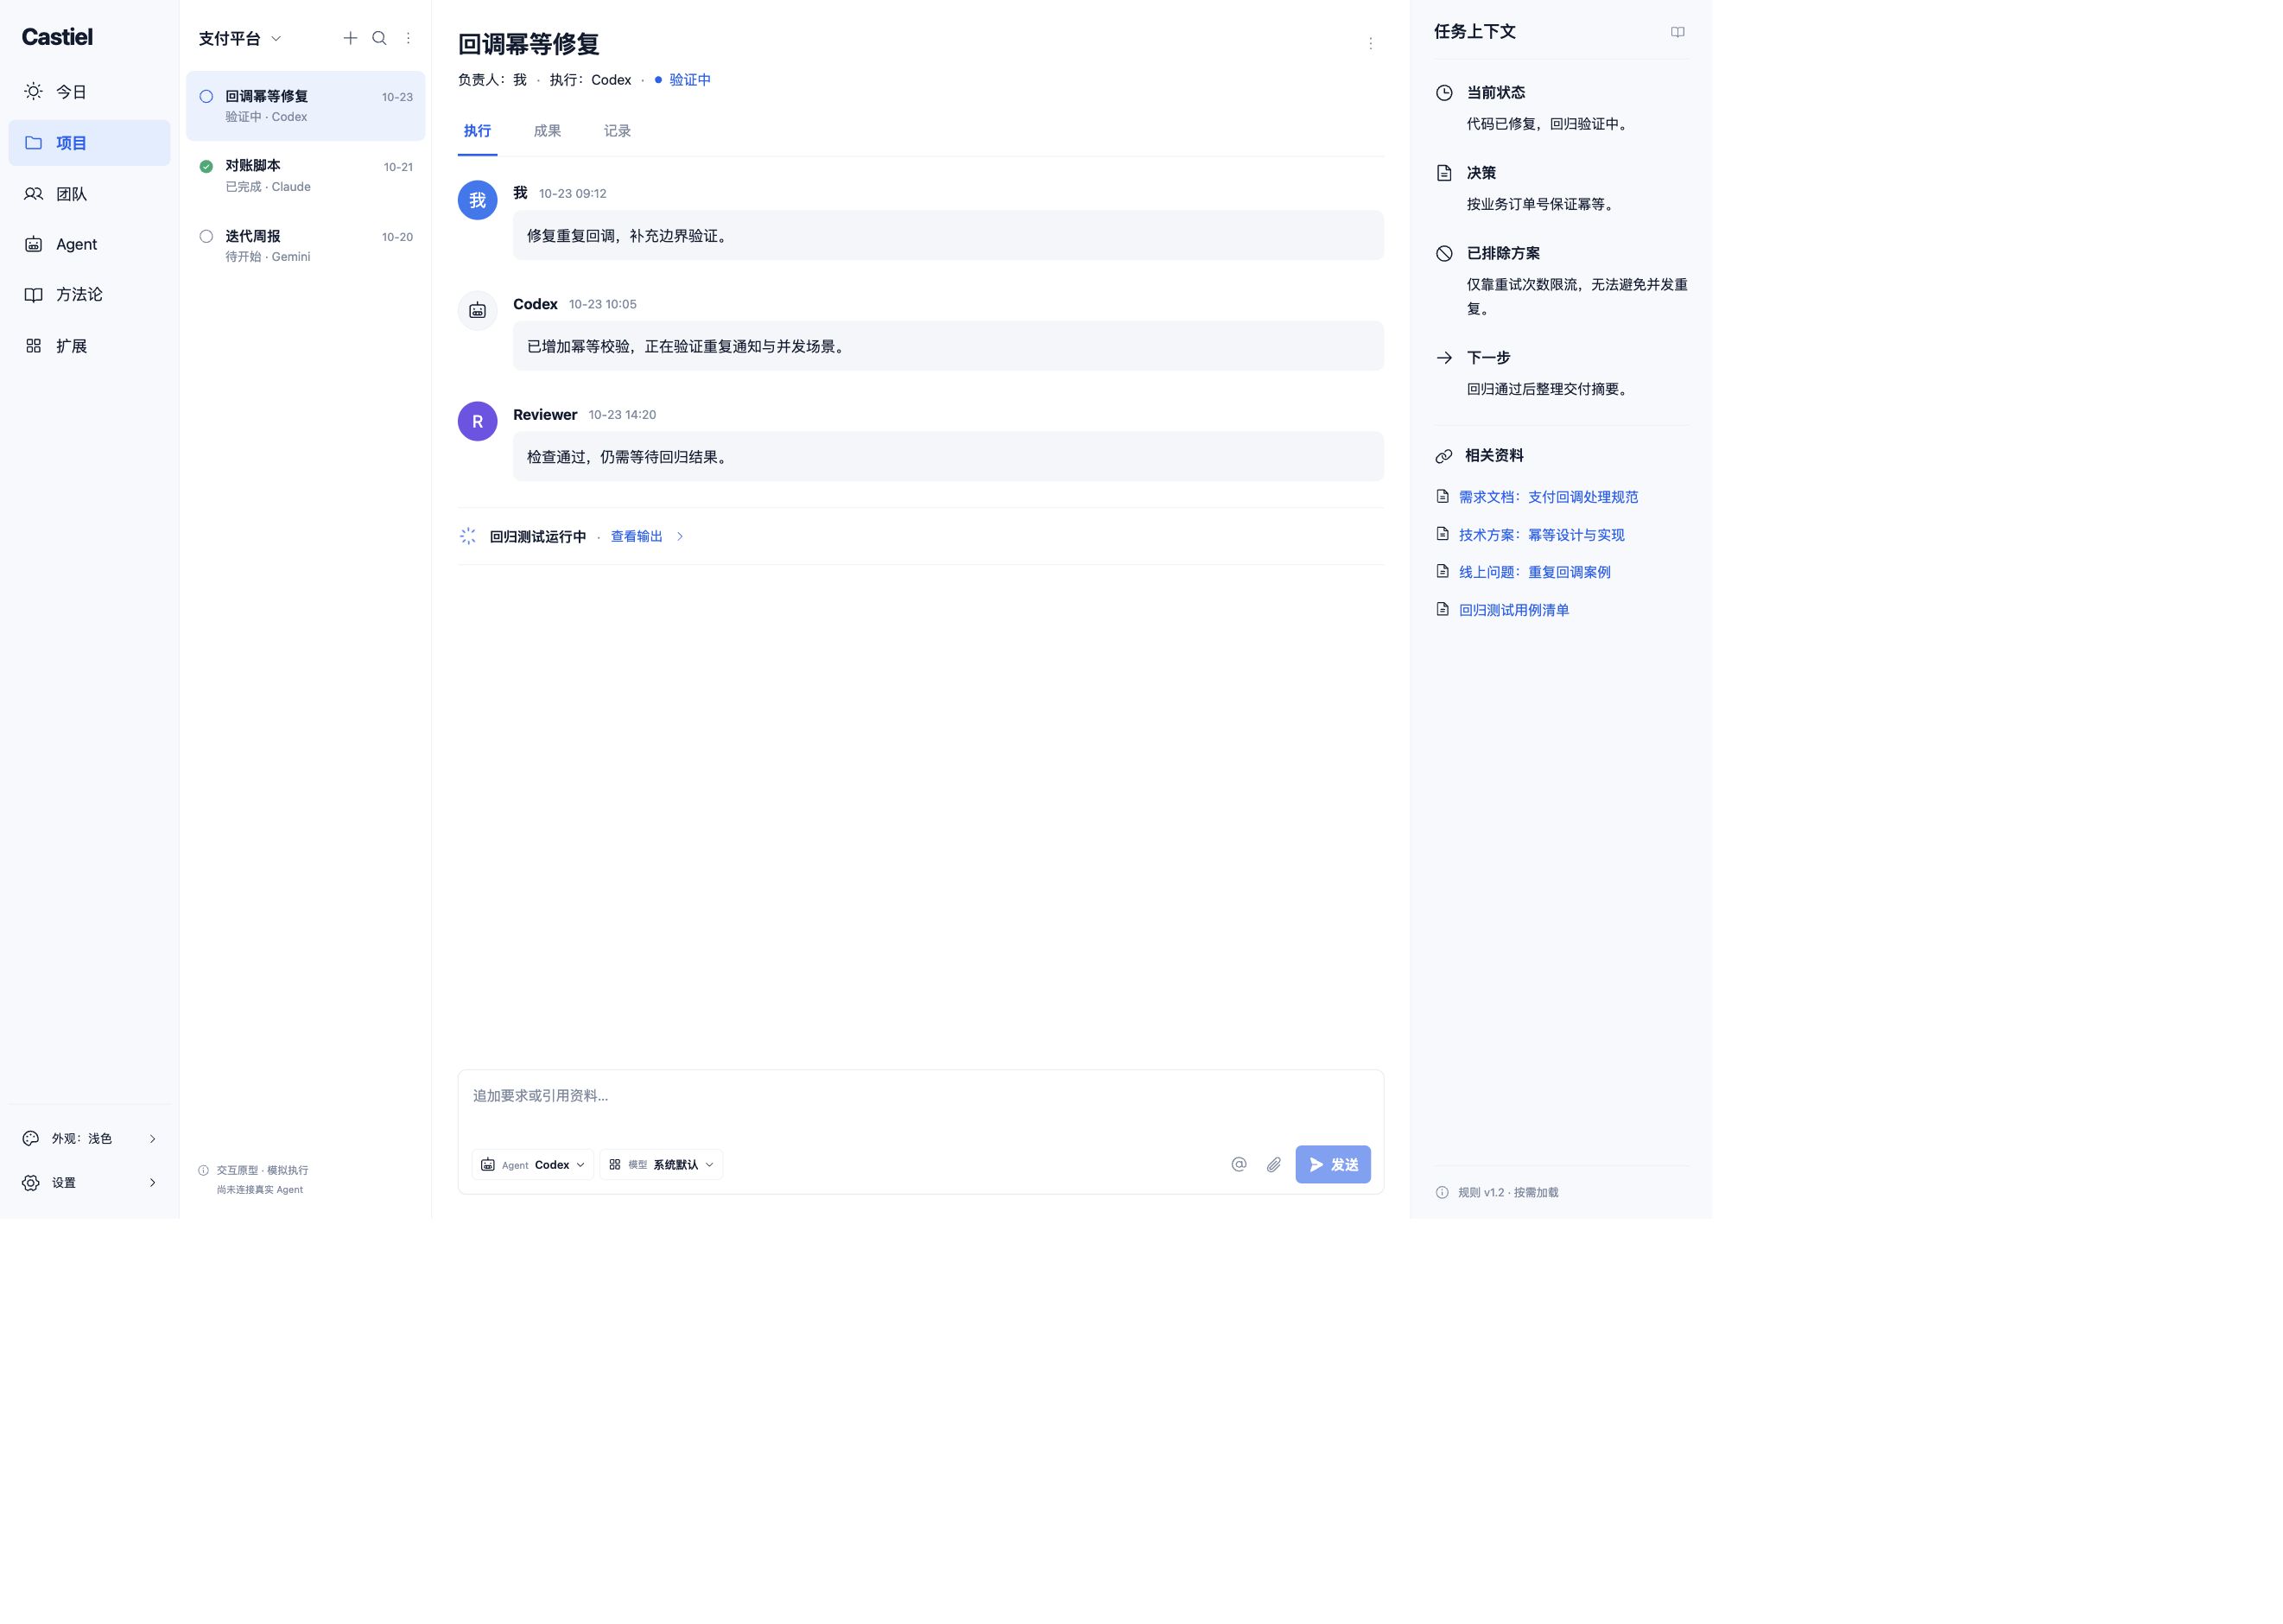 Castiel
今日
项目
团队
Agent
方法论
扩展
外观：浅色
设置
支付平台
回调幂等修复
10-23
验证中 · Codex
对账脚本
10-21
已完成 · Claude
迭代周报
10-20
待开始 · Gemini
交互原型 · 模拟执行
尚未连接真实 Agent
回调幂等修复
负责人：我 · 执行：Codex · 验证中
执行 成果 记录
我
我 10-23 09:12
修复重复回调，补充边界验证。
Codex 10-23 10:05
已增加幂等校验，正在验证重复通知与并发场景。
R
Reviewer 10-23 14:20
检查通过，仍需等待回归结果。
回归测试运行中 · 查看输出
追加要求或引用资料...
Agent Codex 模型 系统默认 发送
任务上下文
当前状态
代码已修复，回归验证中。
决策
按业务订单号保证幂等。
已排除方案
仅靠重试次数限流，无法避免并发重
复。
下一步
回归通过后整理交付摘要。
相关资料
需求文档：支付回调处理规范
技术方案：幂等设计与实现
线上问题：重复回调案例
回归测试用例清单
规则 v1.2 · 按需加载